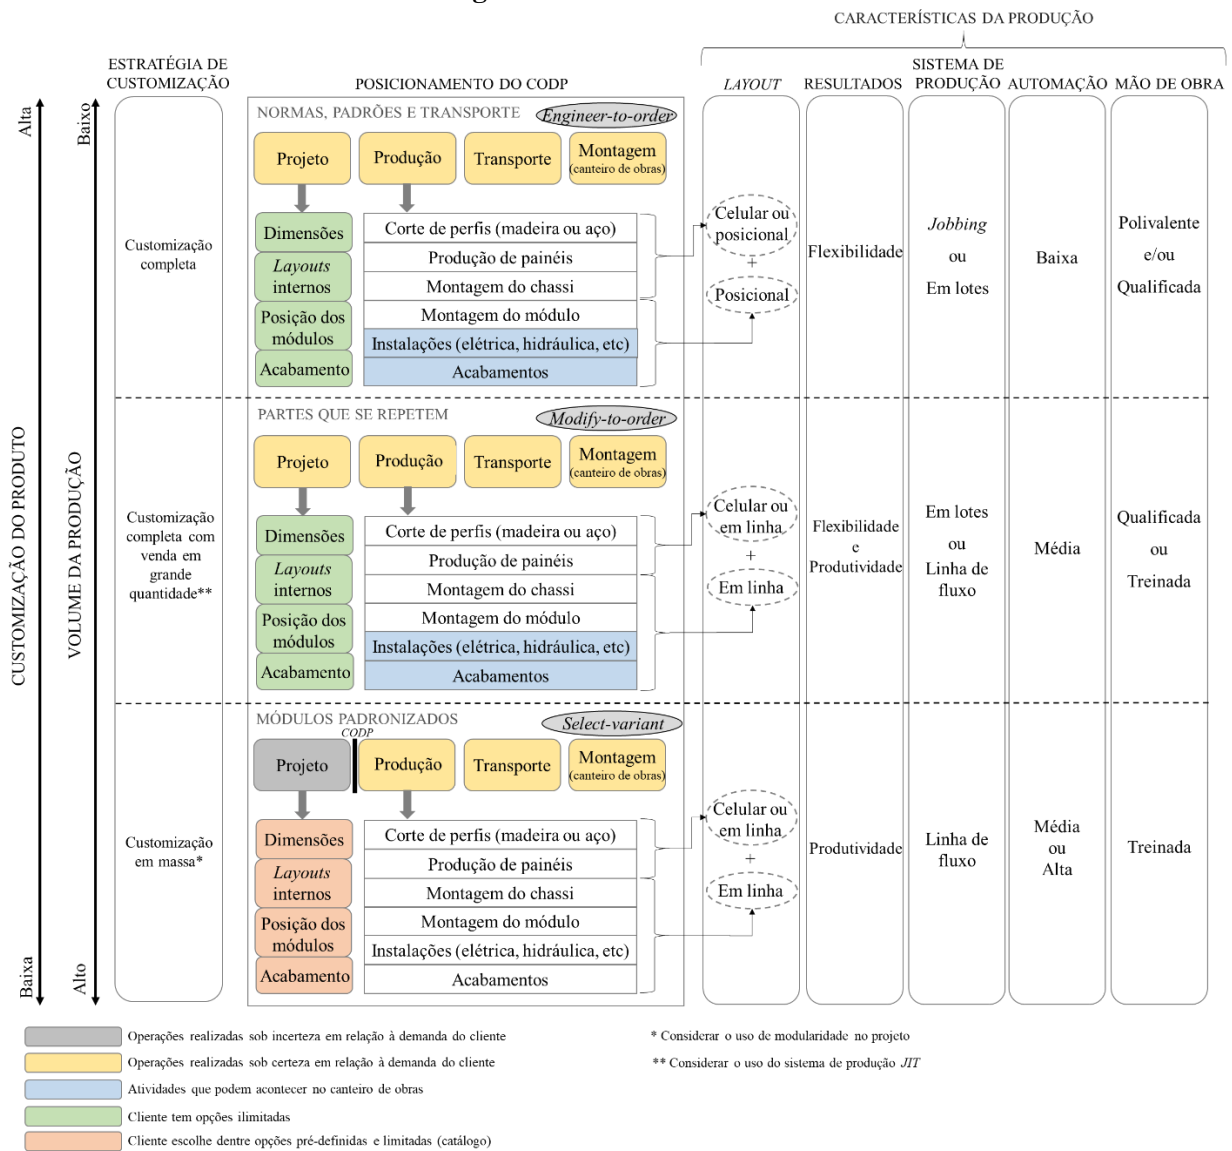 CARACTERÍSTICAS DA PRODUÇÃO
ESTRATÉGIA DE
CUSTOMIZAÇÃO
POSICIONAMENTO DO CODP
LAYOUT
RESULTADOS
SISTEMA DE
PRODUÇÃO
AUTOMAÇÃO
MÃO DE OBRA
CUSTOMIZAÇÃO DO PRODUTO
Alta
Baixa
VOLUME DA PRODUÇÃO
Baixo
Alto
Customização
completa
NORMAS, PADRÕES E TRANSPORTE
Engineer-to-order
Projeto
Produção
Transporte
Montagem
(canteiro de obras)
Dimensões
Layouts
internos
Posição dos
módulos
Acabamento
Corte de perfis (madeira ou aço)
Produção de painéis
Montagem do chassi
Montagem do módulo
Instalações (elétrica, hidráulica, etc)
Acabamentos
Celular ou
posicional
+
Posicional
Flexibilidade
Jobbing
ou
Em lotes
Baixa
Polivalente
e/ou
Qualificada
Customização
completa com
venda em
grande
quantidade**
PARTES QUE SE REPETEM
Modify-to-order
Projeto
Produção
Transporte
Montagem
(canteiro de obras)
Dimensões
Layouts
internos
Posição dos
módulos
Acabamento
Corte de perfis (madeira ou aço)
Produção de painéis
Montagem do chassi
Montagem do módulo
Instalações (elétrica, hidráulica, etc)
Acabamentos
Celular ou
em linha
+
Em linha
Flexibilidade
e
Produtividade
Em lotes
ou
Linha de
fluxo
Média
Qualificada
ou
Treinada
Customização
em massa*
MÓDULOS PADRONIZADOS
CODP
Select-variant
Projeto
Produção
Transporte
Montagem
(canteiro de obras)
Dimensões
Layouts
internos
Posição dos
módulos
Acabamento
Corte de perfis (madeira ou aço)
Produção de painéis
Montagem do chassi
Montagem do módulo
Instalações (elétrica, hidráulica, etc)
Acabamentos
Celular ou
em linha
+
Em linha
Produtividade
Linha de
fluxo
Média
ou
Alta
Treinada
Operações realizadas sob incerteza em relação à demanda do cliente
Operações realizadas sob certeza em relação à demanda do cliente
Atividades que podem acontecer no canteiro de obras
Cliente tem opções ilimitadas
Cliente escolhe dentre opções pré-definidas e limitadas (catálogo)
* Considerar o uso de modularidade no projeto
** Considerar o uso do sistema de produção JIT